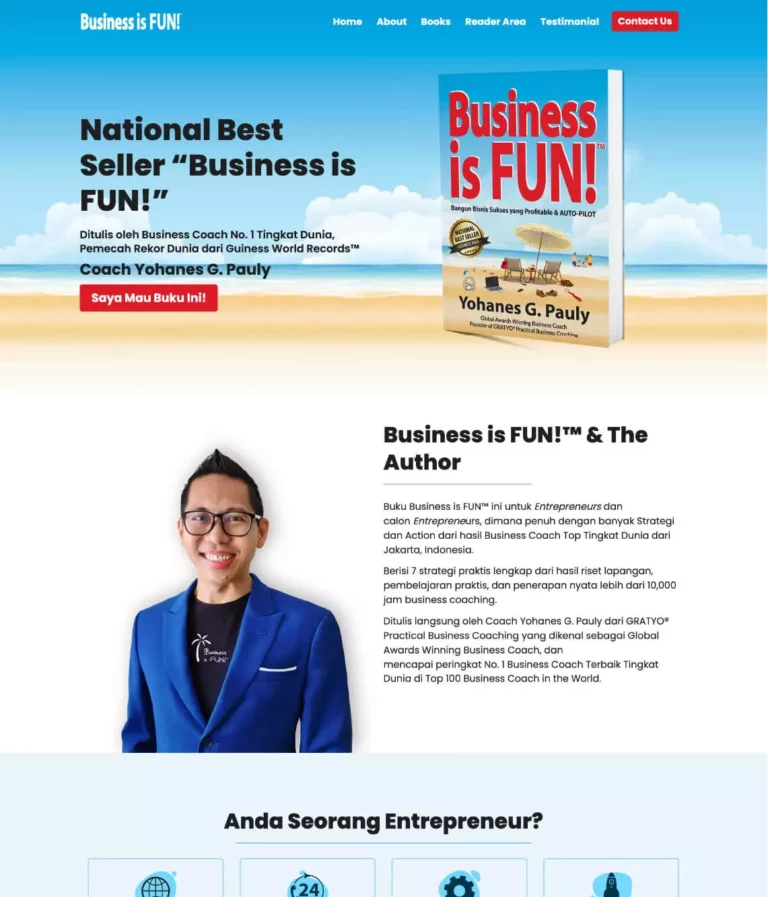 Business is FUN!
Home About Books Reader Area Testimonial Contact Us
National Best
Seller “Business is
FUN!”
Ditulis oleh Business Coach No. 1 Tingkat Dunia,
Pemecah Rekor Dunia dari Guiness World Records™
Coach Yohanes G. Pauly
Saya Mau Buku Ini!
Business
is FUN!™
Bangun Bisnis Sukses yang Profitable & AUTO-PILOT
NATIONAL
BEST SELLER
Yohanes G. Pauly
Global Awards Winning Business Coach
Founder of GRATYO® Practical Business Coaching
Business is FUN!™ & The
Author
Buku Business is FUN™ ini untuk Entrepreneurs dan
calon Entrepreneurs, dimana penuh dengan banyak Strategi
dan Action dari hasil Business Coach Top Tingkat Dunia dari
Jakarta, Indonesia.
Berisi 7 strategi praktis lengkap dari hasil riset lapangan,
pembelajaran praktis, dan penerapan nyata lebih dari 10,000
jam business coaching.
Ditulis langsung oleh Coach Yohanes G. Pauly dari GRATYO®
Practical Business Coaching yang dikenal sebagai Global
Awards Winning Business Coach, dan
mencapai peringkat No. 1 Business Coach Terbaik Tingkat
Dunia di Top 100 Business Coach in the World.
Business
is FUN!
Anda Seorang Entrepreneur?
24